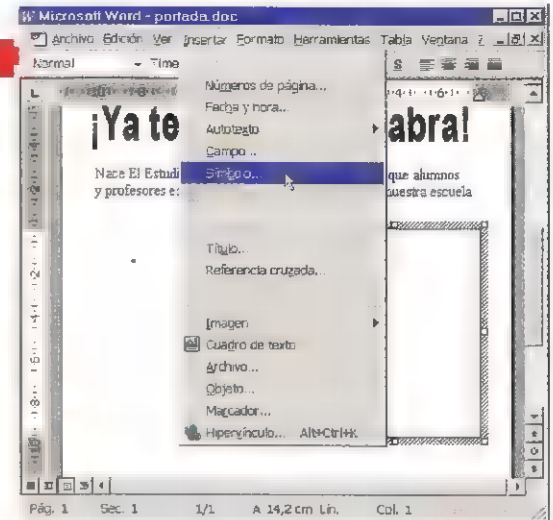 Microsoft Word - portada.doc
Archivo Edición Ver Insertar Formato Herramientas Tabla Ventana ?
Normal Time S
¡Ya te abra!
Números de página...
Fecha y hora...
Autotexto
Campo...
Símbolo...
Nace El Estudi que alumnos
y profesores e nuestra escuela
Título...
Referencia cruzada...
Imagen
Cuadro de texto
Archivo...
Objeto...
Marcador...
Hipervínculo... Alt+Ctrl+K
Pág. 1 Sec. 1 1/1 A 14,2 cm Lín. Col. 1